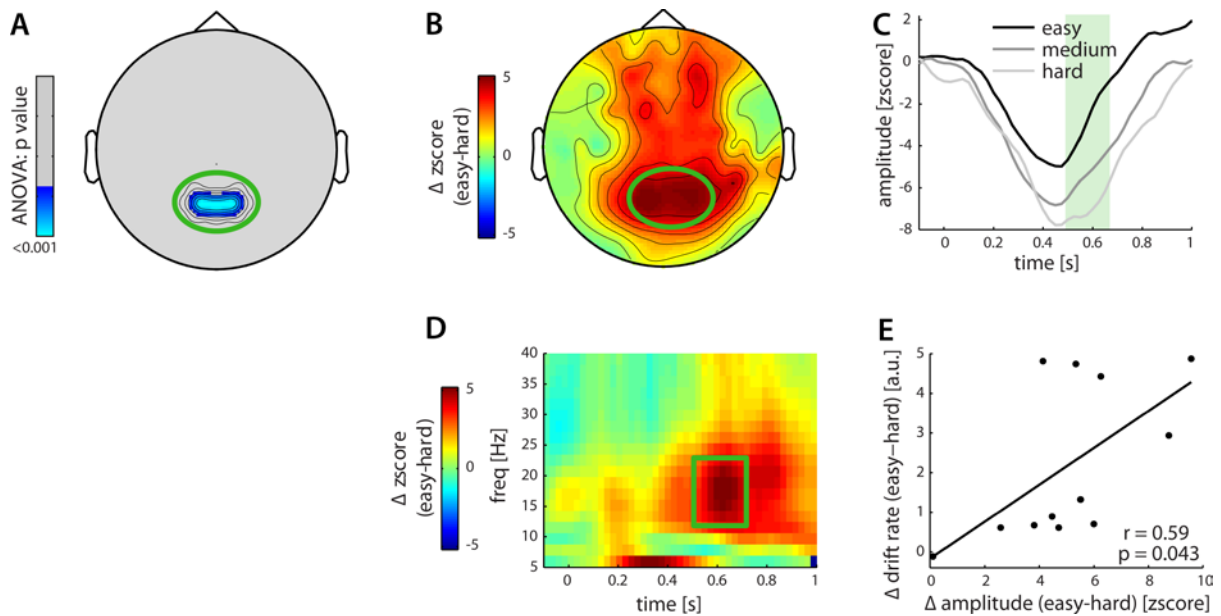 A
ANOVA: p value
<0.001
B
Δ zscore
(easy-hard)
5
0
-5
C
easy
medium
hard
amplitude [zscore]
2
0
-2
-4
-6
-8
0 0.2 0.4 0.6 0.8 1
time [s]
D
Δ zscore
(easy-hard)
5
0
-5
freq [Hz]
40
35
30
25
20
15
10
5
0 0.2 0.4 0.6 0.8 1
time [s]
E
Δ drift rate (easy–hard) [a.u.]
5
4
3
2
1
0
r = 0.59
p = 0.043
0 2 4 6 8 10
Δ amplitude (easy-hard) [zscore]